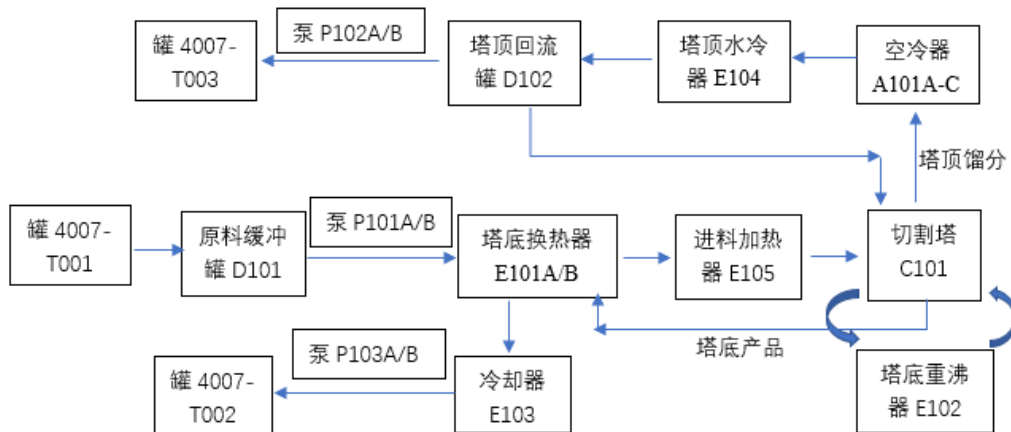 罐 4007-
T003
泵 P102A/B
塔顶回流
罐 D102
塔顶水冷
器 E104
空冷器
A101A-C
塔顶馏分
罐 4007-
T001
原料缓冲
罐 D101
泵 P101A/B
塔底换热器
E101A/B
进料加热
器 E105
切割塔
C101
塔底产品
罐 4007-
T002
泵 P103A/B
冷却器
E103
塔底重沸
器 E102